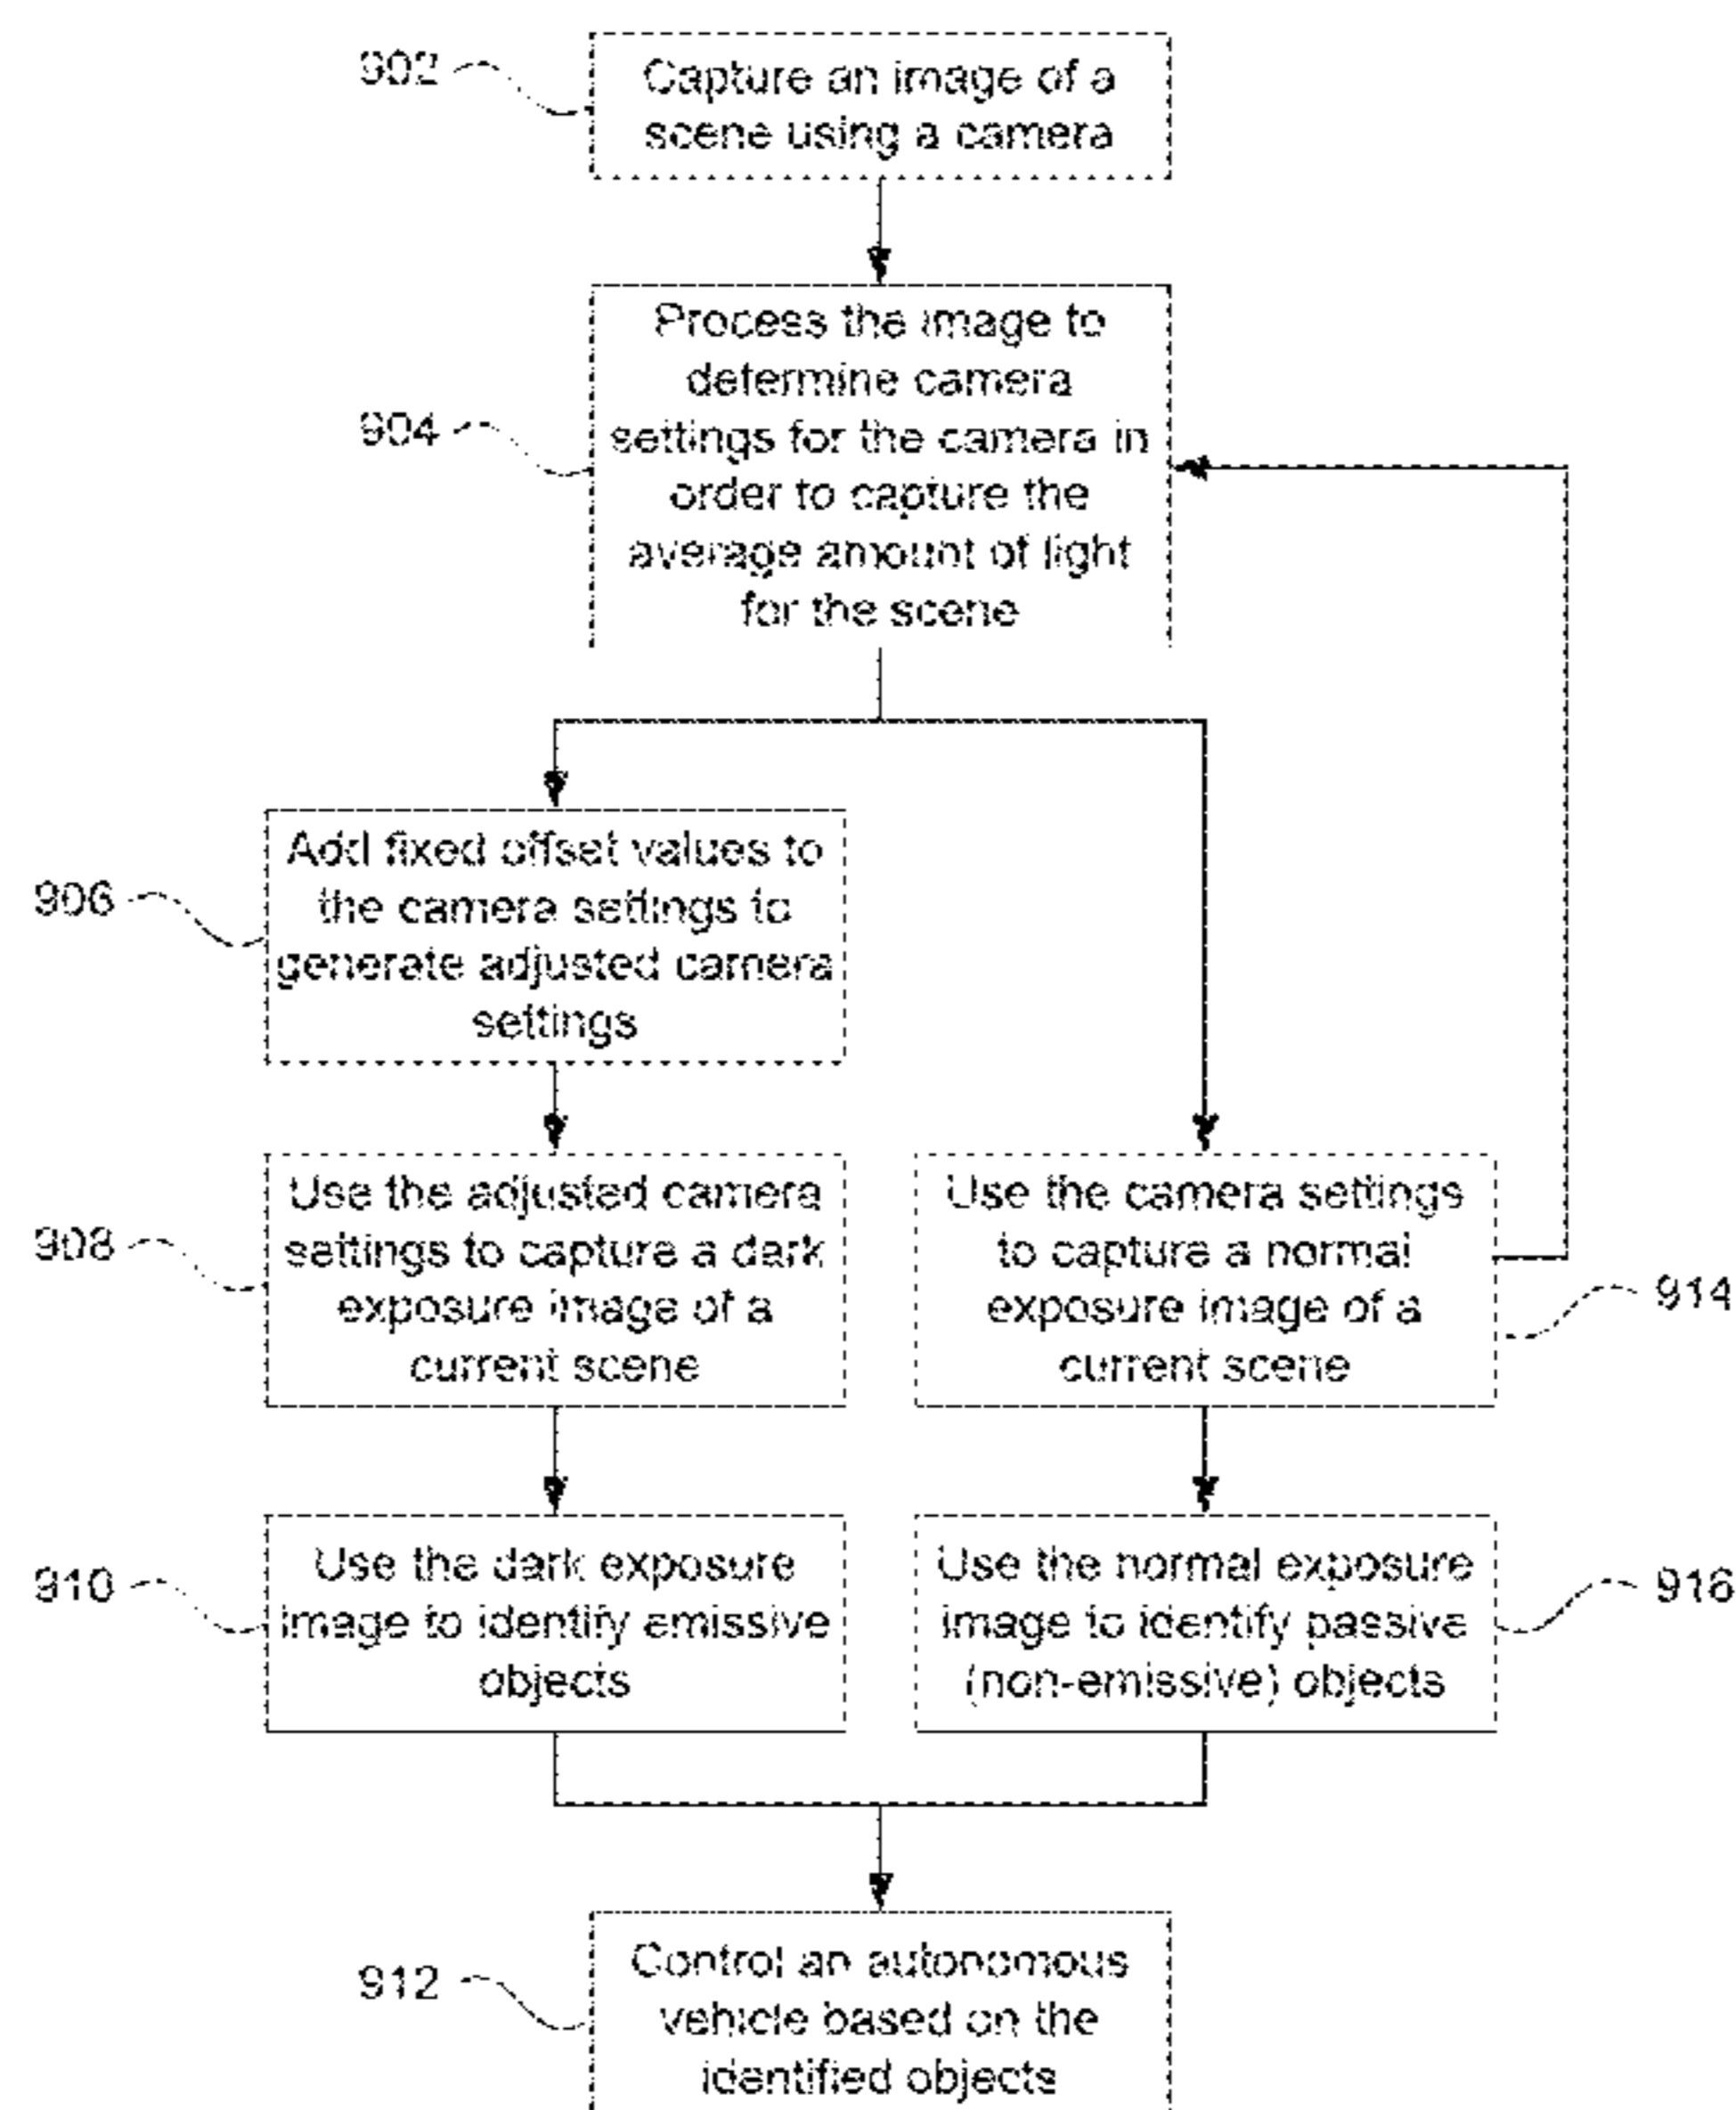 902
Capture an image of a
scene using a camera
904
Process the image to
determine camera
settings for the camera in
order to capture the
average amount of light
for the scene
906
Add fixed offset values to
the camera settings to
generate adjusted camera
settings
908
Use the adjusted camera
settings to capture a dark
exposure image of a
current scene
Use the camera settings
to capture a normal
exposure image of a
current scene
914
910
Use the dark exposure
image to identify emissive
objects
Use the normal exposure
image to identify passive
(non-emissive) objects
916
912
Control an autonomous
vehicle based on the
identified objects